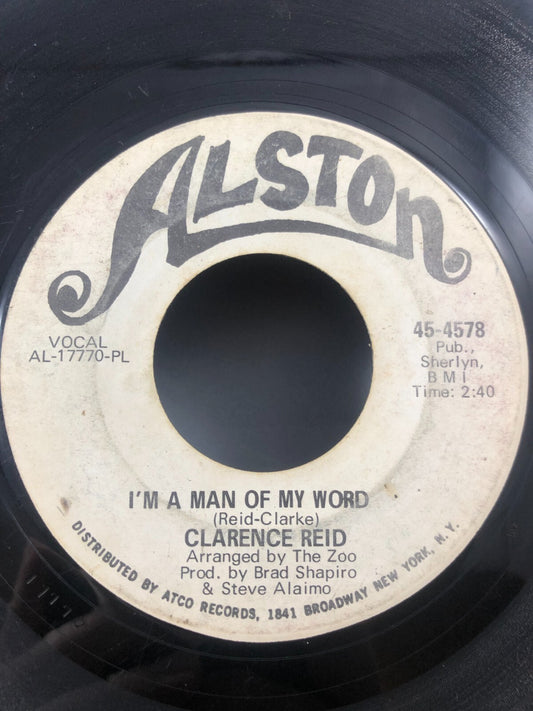 ALSTON
VOCAL
AL-17770-PL
45-4578
Pub.,
Sherlyn,
BMI
Time: 2:40
I'M A MAN OF MY WORD
(Reid-Clarke)
CLARENCE REID
Arranged by The Zoo
Prod. by Brad Shapiro
& Steve Alaimo
DISTRIBUTED BY ATCO RECORDS, 1841 BROADWAY NEW YORK, N. Y.